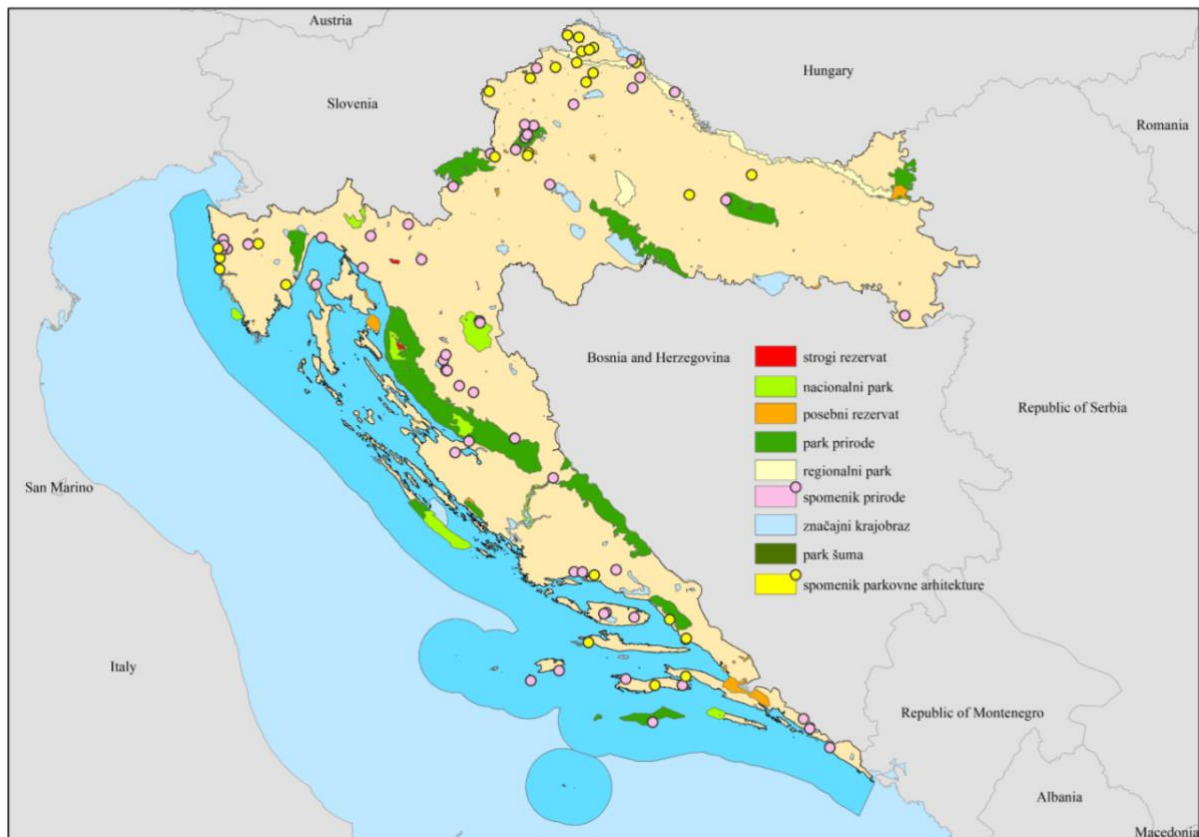 Austria
Hungary
Slovenia
Romania
Bosnia and Herzegovina
strogi rezervat
nacionalni park
posebni rezervat
park prirode
regionalni park
spomenik prirode
značajni krajobraz
park šuma
spomenik parkovne arhitekture
Republic of Serbia
San Marino
Italy
Republic of Montenegro
Albania
Macedonia